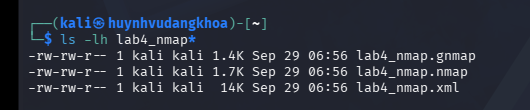 ┌──(kali㉿huynhvudangkhoa)-[~]
└─$ ls -lh lab4_nmap*
-rw-rw-r-- 1 kali kali 1.4K Sep 29 06:56 lab4_nmap.gnmap
-rw-rw-r-- 1 kali kali 1.7K Sep 29 06:56 lab4_nmap.nmap
-rw-rw-r-- 1 kali kali  14K Sep 29 06:56 lab4_nmap.xml